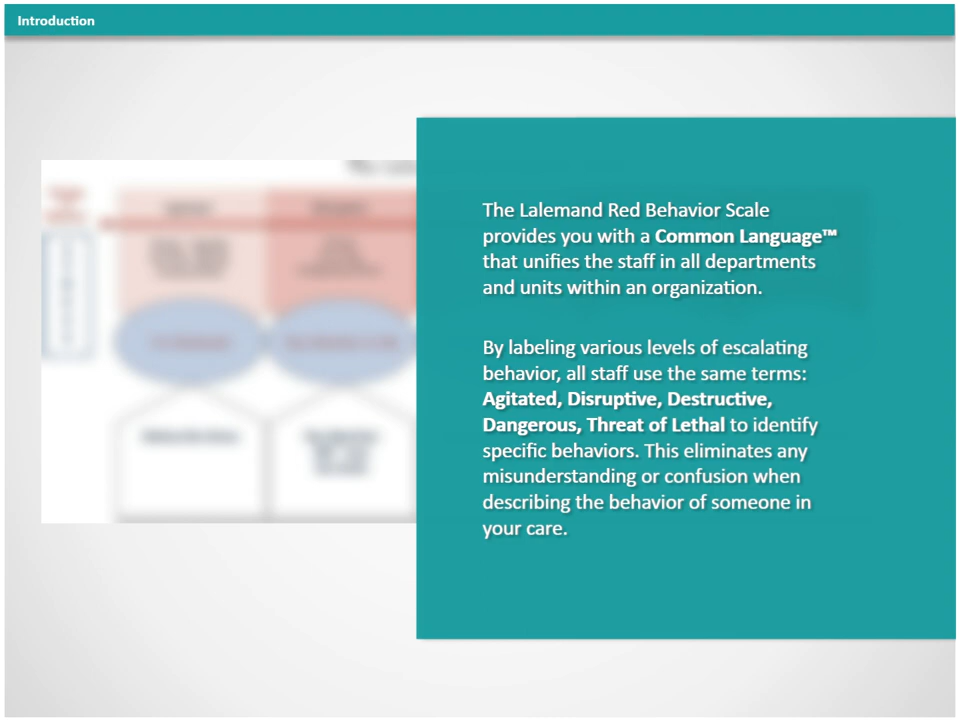 Introduction
The Lalemand Red Behavior Scale
provides you with a Common Language™
that unifies the staff in all departments
and units within an organization.
By labeling various levels of escalating
behavior, all staff use the same terms:
Agitated, Disruptive, Destructive,
Dangerous, Threat of Lethal to identify
specific behaviors. This eliminates any
misunderstanding or confusion when
describing the behavior of someone in
your care.